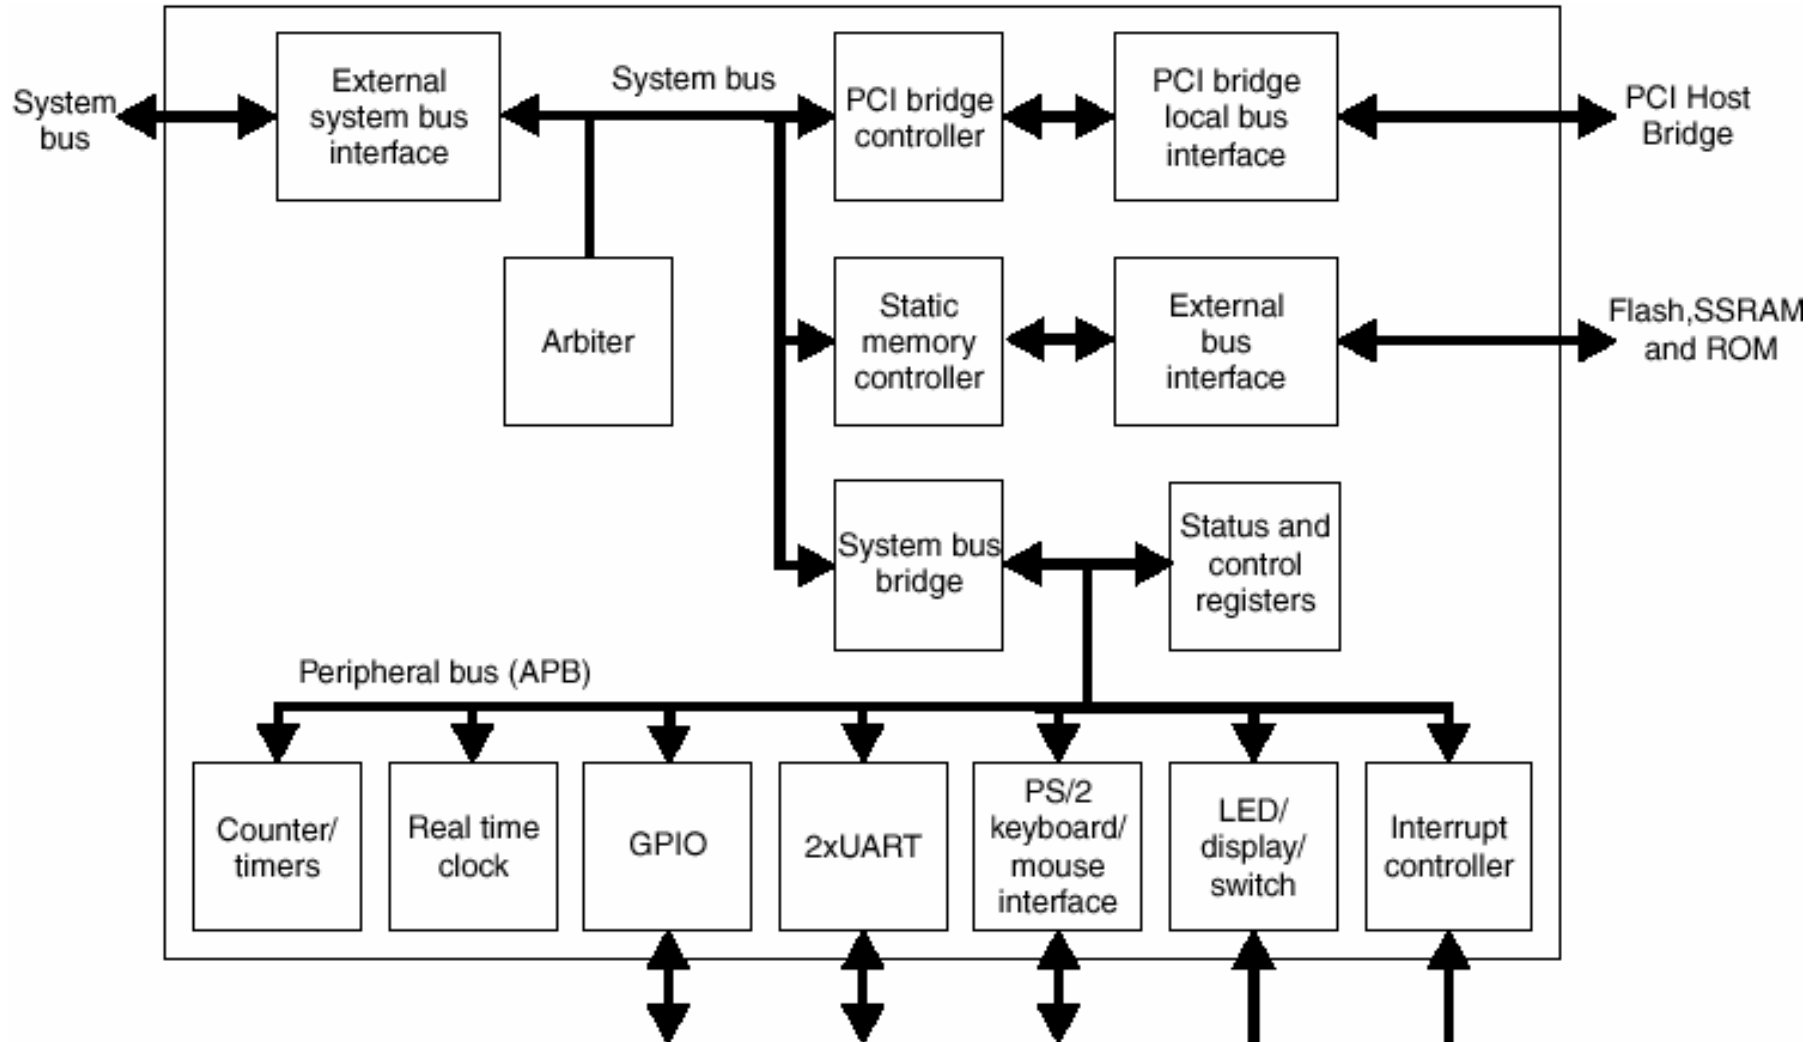 System
bus
External
system bus
interface
System bus
PCI bridge
controller
PCI bridge
local bus
interface
PCI Host
Bridge
Arbiter
Static
memory
controller
External
bus
interface
Flash,SSRAM
and ROM
System bus
bridge
Status and
control
registers
Peripheral bus (APB)
Counter/
timers
Real time
clock
GPIO
2xUART
PS/2
keyboard/
mouse
interface
LED/
display/
switch
Interrupt
controller